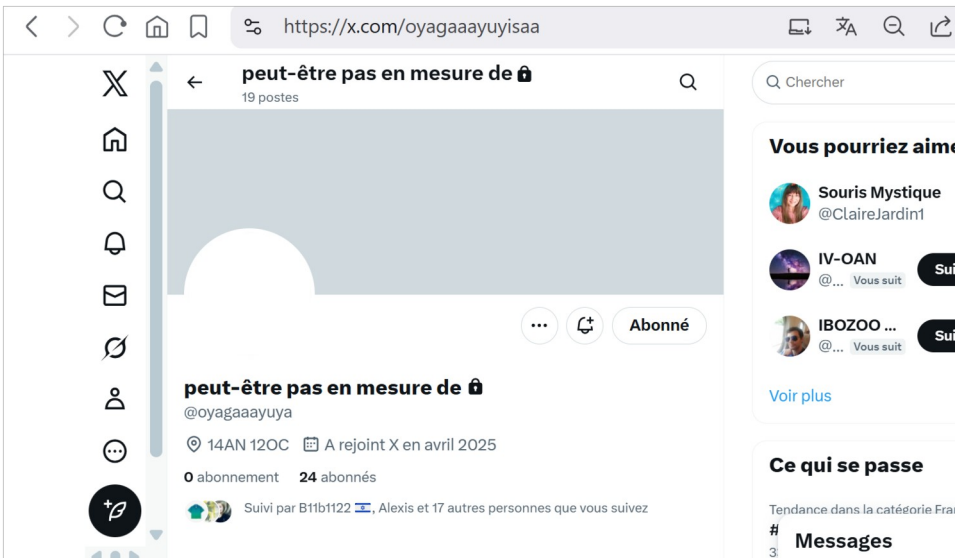 https://x.com/oyagaaayuyisaa
peut-être pas en mesure de
19 postes
Chercher
peut-être pas en mesure de
@oyagaaayuya
14AN 12OC A rejoint X en avril 2025
0 abonnement 24 abonnés
Suivi par B11b1122 🇮🇱, Alexis et 17 autres personnes que vous suivez
Abonné
Vous pourriez aime
Souris Mystique
@ClaireJardin1
IV-OAN
@... Vous suit
Sui
IBOZOO ...
@... Vous suit
Sui
Voir plus
Ce qui se passe
Tendance dans la catégorie Fra
#
3
Messages